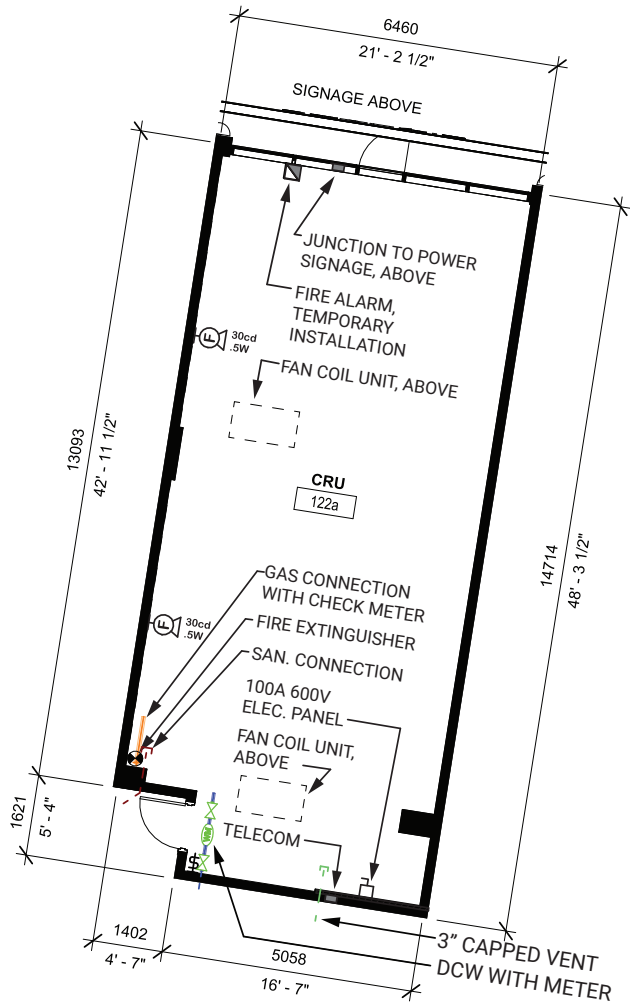 6460
21' - 2 1/2"
SIGNAGE ABOVE
JUNCTION TO POWER
SIGNAGE, ABOVE
FIRE ALARM,
TEMPORARY
INSTALLATION
F
30cd
.5W
FAN COIL UNIT, ABOVE
13093
42' - 11 1/2"
CRU
122a
14714
48' - 3 1/2"
GAS CONNECTION
WITH CHECK METER
F
30cd
.5W
FIRE EXTINGUISHER
SAN. CONNECTION
100A 600V
ELEC. PANEL
FAN COIL UNIT,
ABOVE
1621
5' - 4"
TELECOM
WM
$
1402
4' - 7"
5058
16' - 7"
3” CAPPED VENT
DCW WITH METER